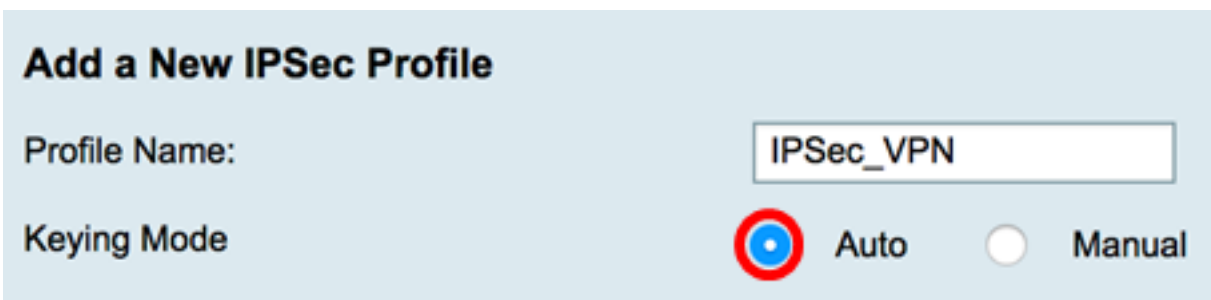 Add a New IPSec Profile
Profile Name: IPSec_VPN
Keying Mode Auto Manual